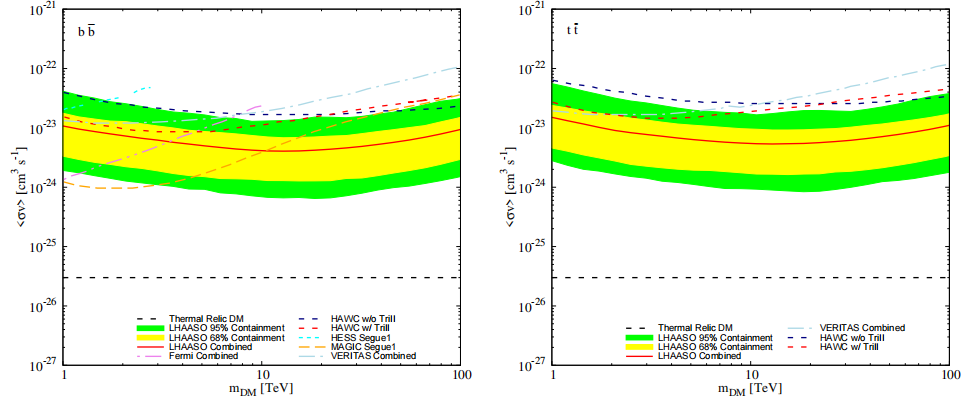 10^-21
10^-22
10^-23
10^-24
10^-25
10^-26
10^-27
<σv> [cm^3 s^-1]
b b̅
Thermal Relic DM
LHAASO 95% Containment
LHAASO 68% Containment
LHAASO Combined
Fermi Combined
HAWC w/o TriII
HAWC w/ TriII
HESS Segue1
MAGIC Segue1
VERITAS Combined
1
10
100
m_DM [TeV]
10^-21
10^-22
10^-23
10^-24
10^-25
10^-26
10^-27
<σv> [cm^3 s^-1]
t t̅
Thermal Relic DM
LHAASO 95% Containment
LHAASO 68% Containment
LHAASO Combined
VERITAS Combined
HAWC w/o TriII
HAWC w/ TriII
1
10
100
m_DM [TeV]